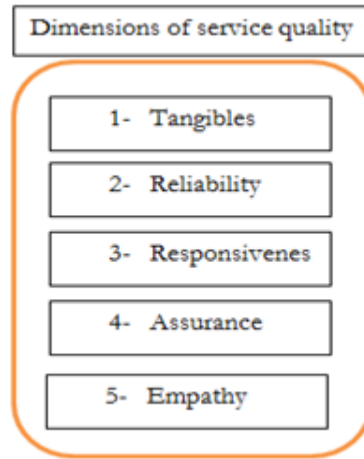 Dimensions of service quality
1- Tangibles
2- Reliability
3- Responsivenes
4- Assurance
5- Empathy